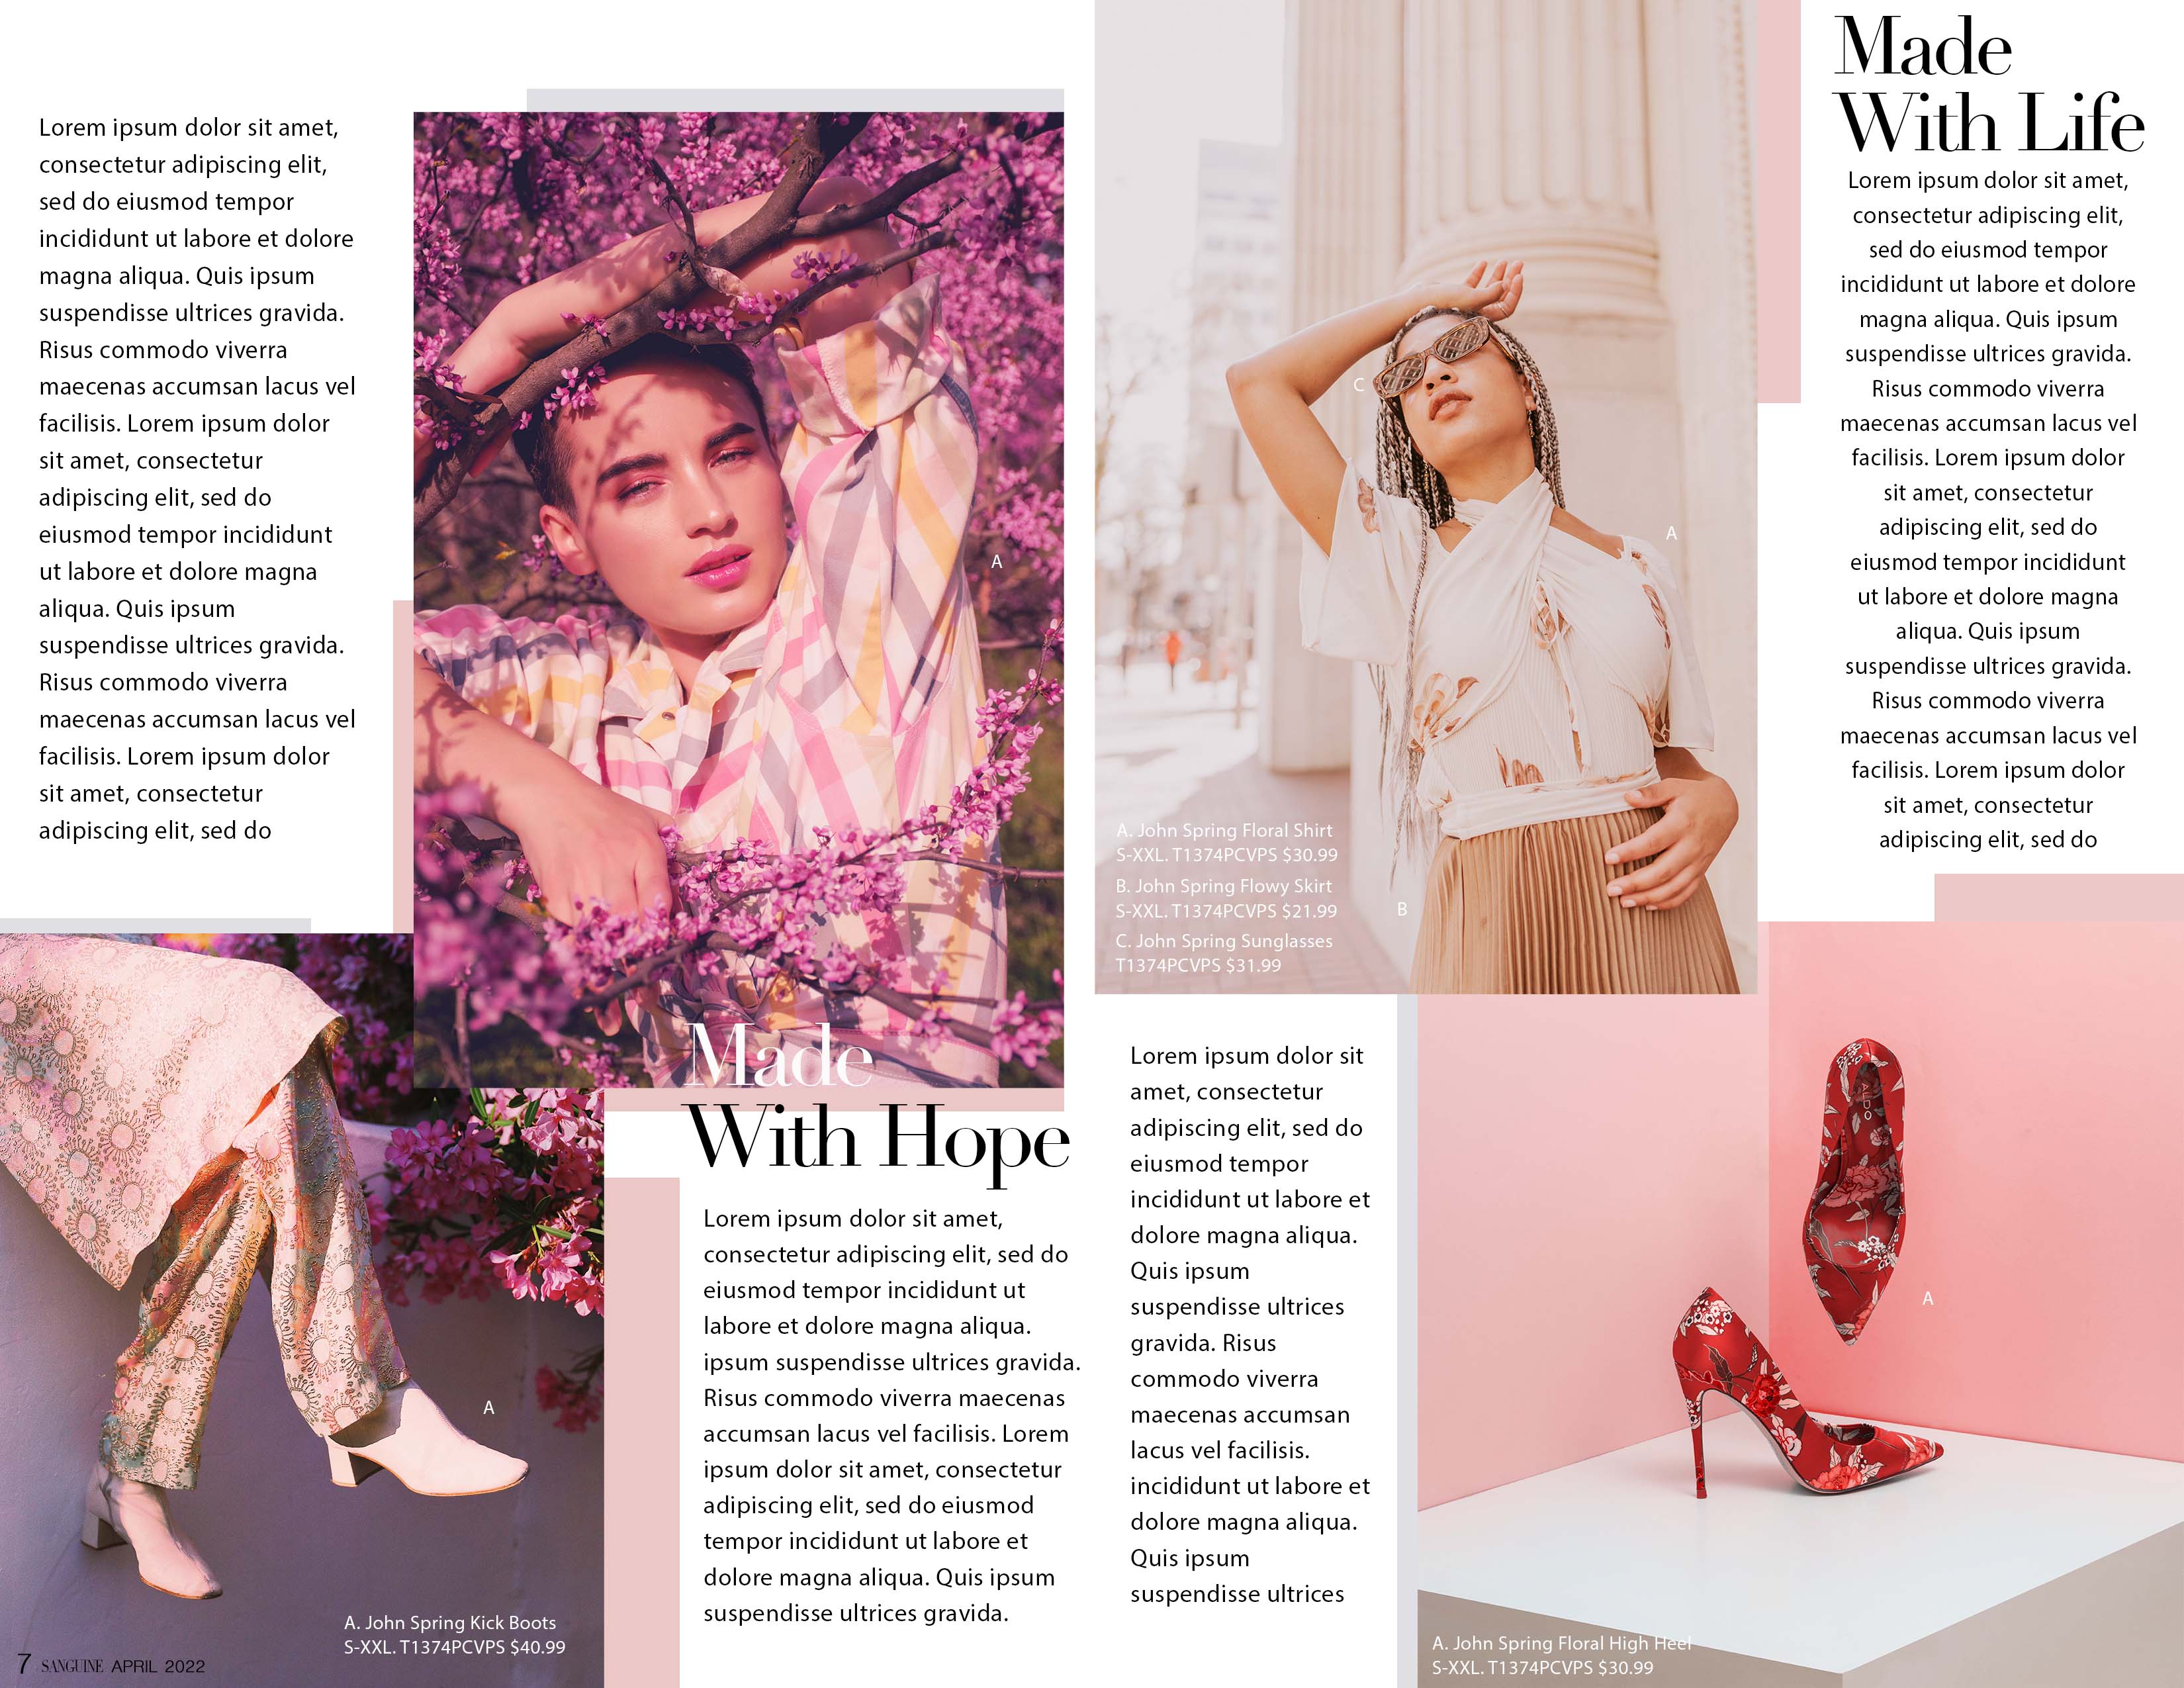 Lorem ipsum dolor sit amet,
consectetur adipiscing elit,
sed do eiusmod tempor
incididunt ut labore et dolore
magna aliqua. Quis ipsum
suspendisse ultrices gravida.
Risus commodo viverra
maecenas accumsan lacus vel
facilisis. Lorem ipsum dolor
sit amet, consectetur
adipiscing elit, sed do
eiusmod tempor incididunt
ut labore et dolore magna
aliqua. Quis ipsum
suspendisse ultrices gravida.
Risus commodo viverra
maecenas accumsan lacus vel
facilisis. Lorem ipsum dolor
sit amet, consectetur
adipiscing elit, sed do
A
A
A. John Spring Kick Boots
S-XXL. T1374PCVPS $40.99
7 SANGUINE APRIL 2022
Made
With Hope
Lorem ipsum dolor sit amet,
consectetur adipiscing elit, sed do
eiusmod tempor incididunt ut
labore et dolore magna aliqua.
ipsum suspendisse ultrices gravida.
Risus commodo viverra maecenas
accumsan lacus vel facilisis. Lorem
ipsum dolor sit amet, consectetur
adipiscing elit, sed do eiusmod
tempor incididunt ut labore et
dolore magna aliqua. Quis ipsum
suspendisse ultrices gravida.
C
A
B
A. John Spring Floral Shirt
S-XXL. T1374PCVPS $30.99
B. John Spring Flowy Skirt
S-XXL. T1374PCVPS $21.99
C. John Spring Sunglasses
T1374PCVPS $31.99
Made
With Life
Lorem ipsum dolor sit amet,
consectetur adipiscing elit,
sed do eiusmod tempor
incididunt ut labore et dolore
magna aliqua. Quis ipsum
suspendisse ultrices gravida.
Risus commodo viverra
maecenas accumsan lacus vel
facilisis. Lorem ipsum dolor
sit amet, consectetur
adipiscing elit, sed do
eiusmod tempor incididunt
ut labore et dolore magna
aliqua. Quis ipsum
suspendisse ultrices gravida.
Risus commodo viverra
maecenas accumsan lacus vel
facilisis. Lorem ipsum dolor
sit amet, consectetur
adipiscing elit, sed do
Lorem ipsum dolor sit
amet, consectetur
adipiscing elit, sed do
eiusmod tempor
incididunt ut labore et
dolore magna aliqua.
Quis ipsum
suspendisse ultrices
gravida. Risus
commodo viverra
maecenas accumsan
lacus vel facilisis.
incididunt ut labore et
dolore magna aliqua.
Quis ipsum
suspendisse ultrices
ALDO
A
A. John Spring Floral High Heel
S-XXL. T1374PCVPS $30.99